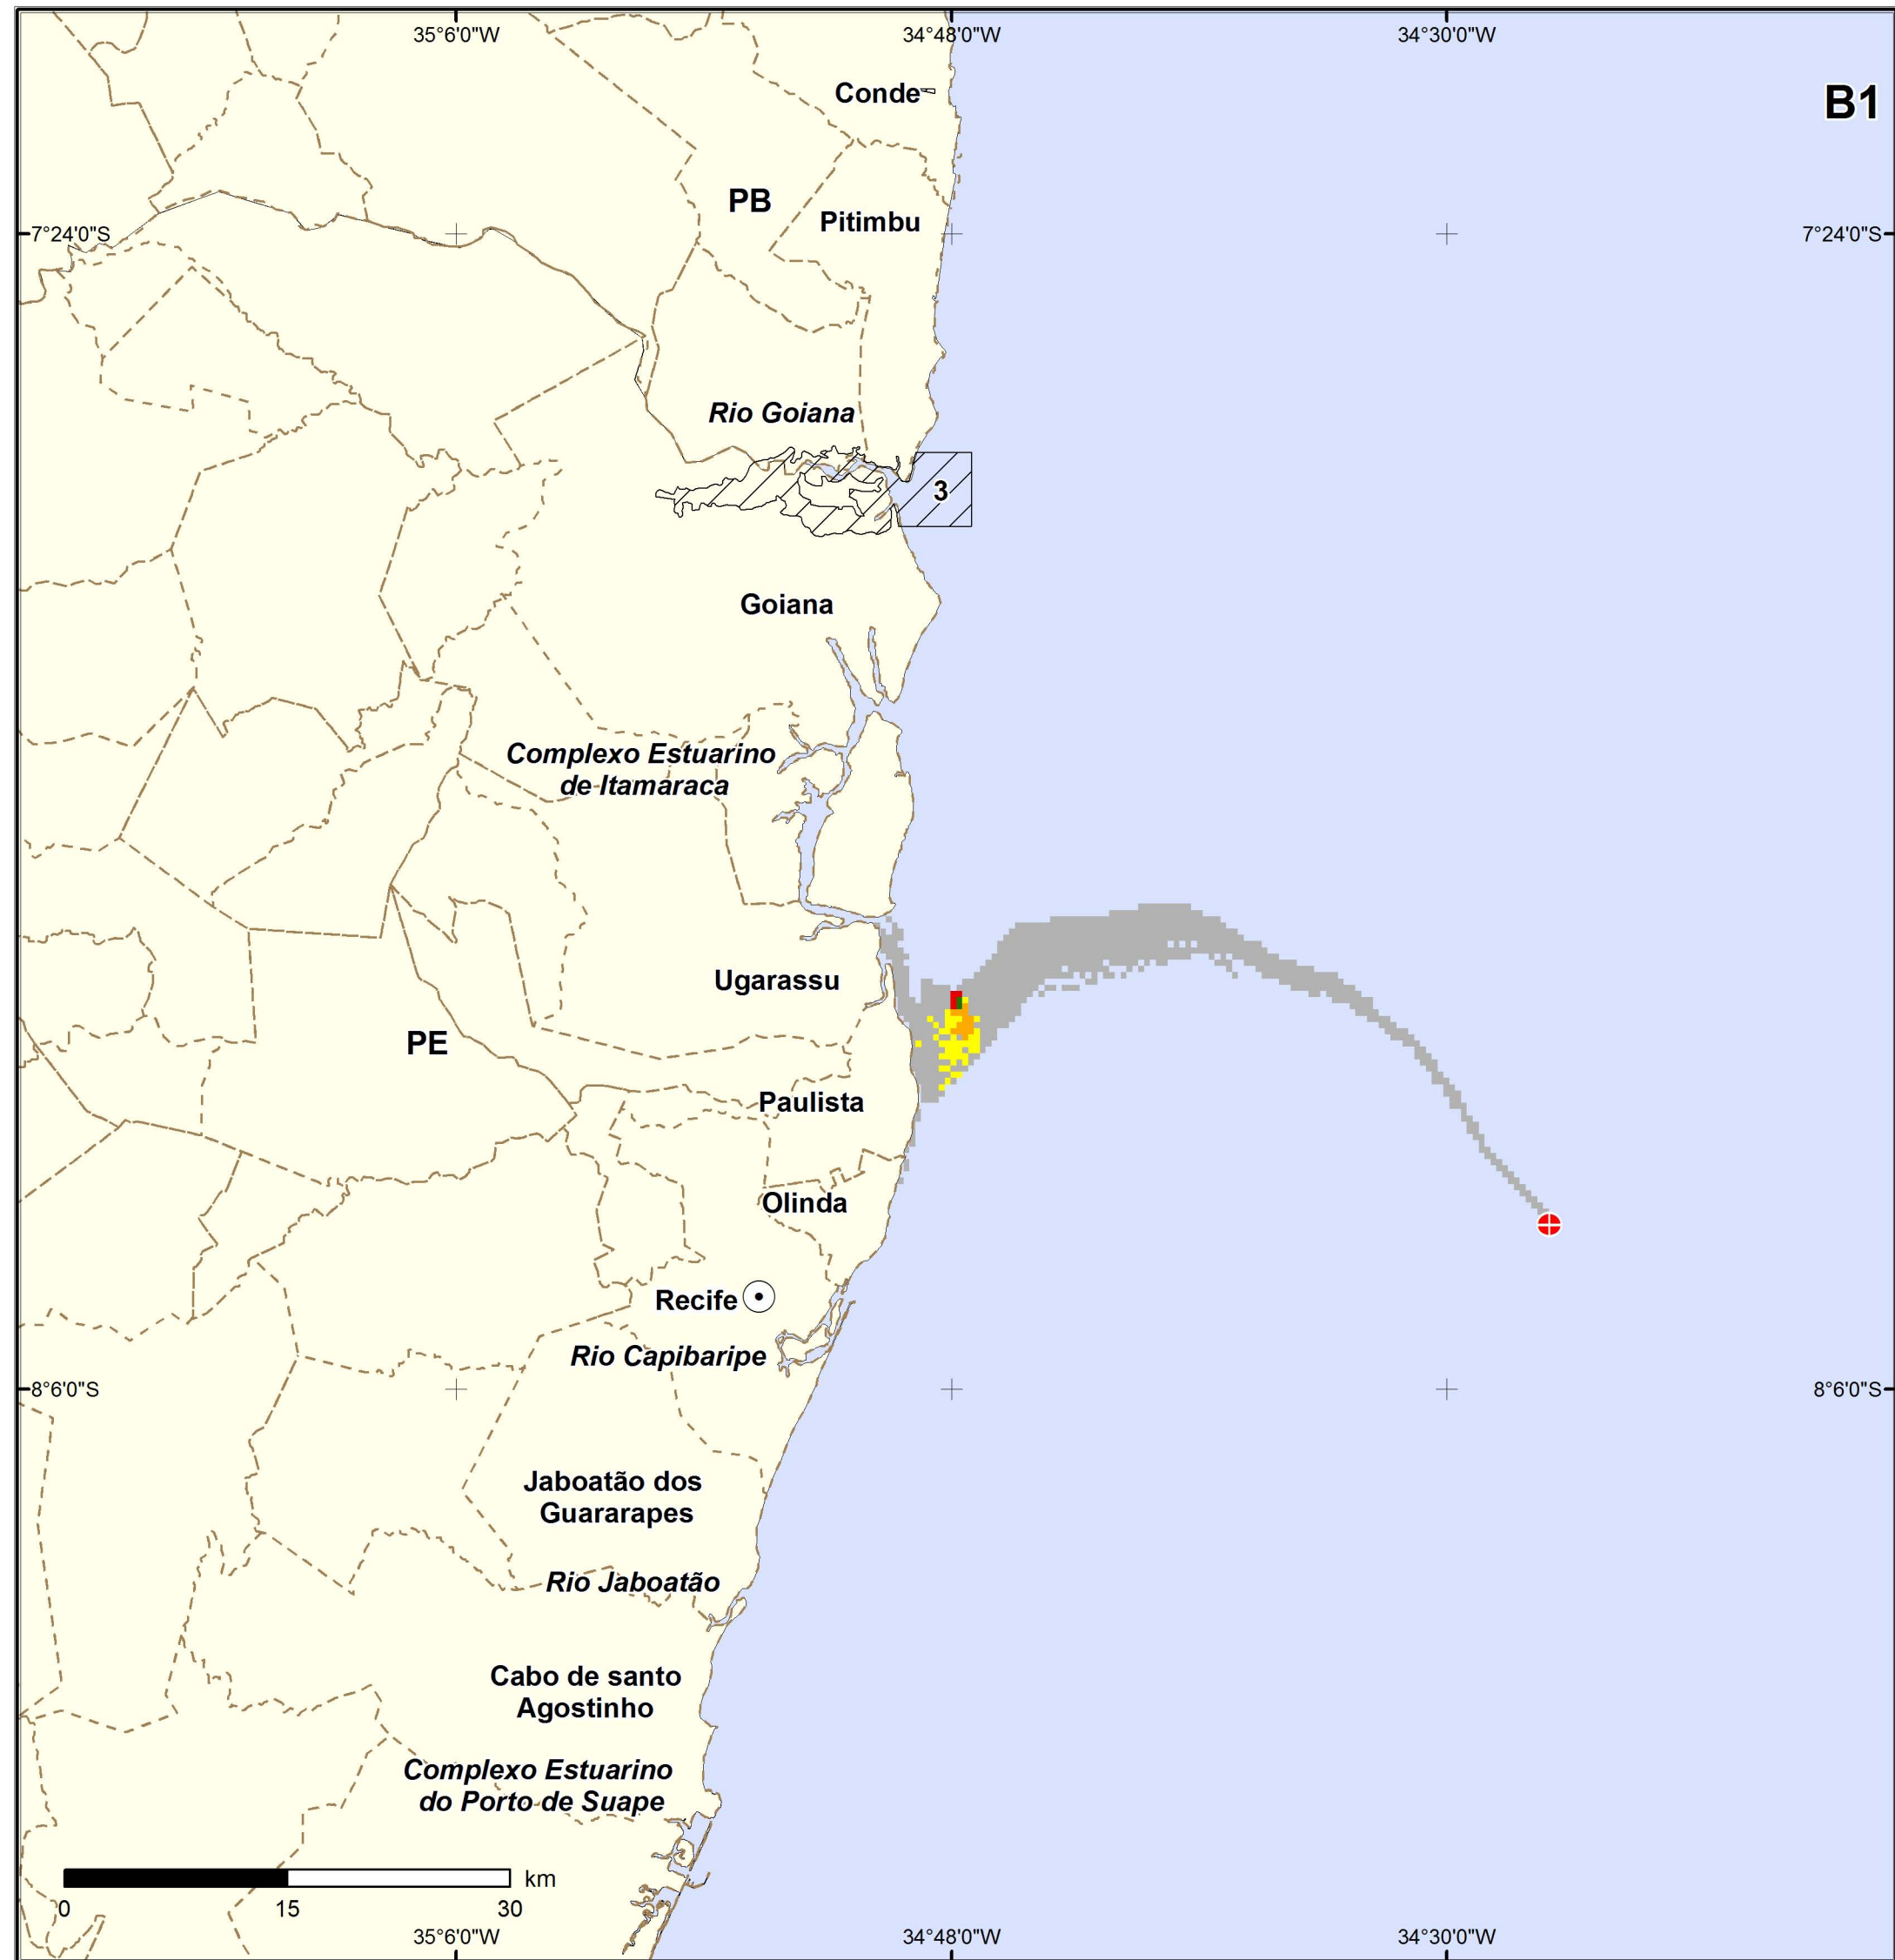 35°6'0"W
34°48'0"W
34°30'0"W
Conde
B1
PB
Pitimbu
7°24'0"S
7°24'0"S
Rio Goiana
3
Goiana
Complexo Estuarino
de Itamaraca
Ugarassu
PE
Paulista
Olinda
Recife
Rio Capibaripe
8°6'0"S
8°6'0"S
Jaboatão dos
Guararapes
Rio Jaboatão
Cabo de santo
Agostinho
Complexo Estuarino
do Porto de Suape
km
0
15
30
35°6'0"W
34°48'0"W
34°30'0"W